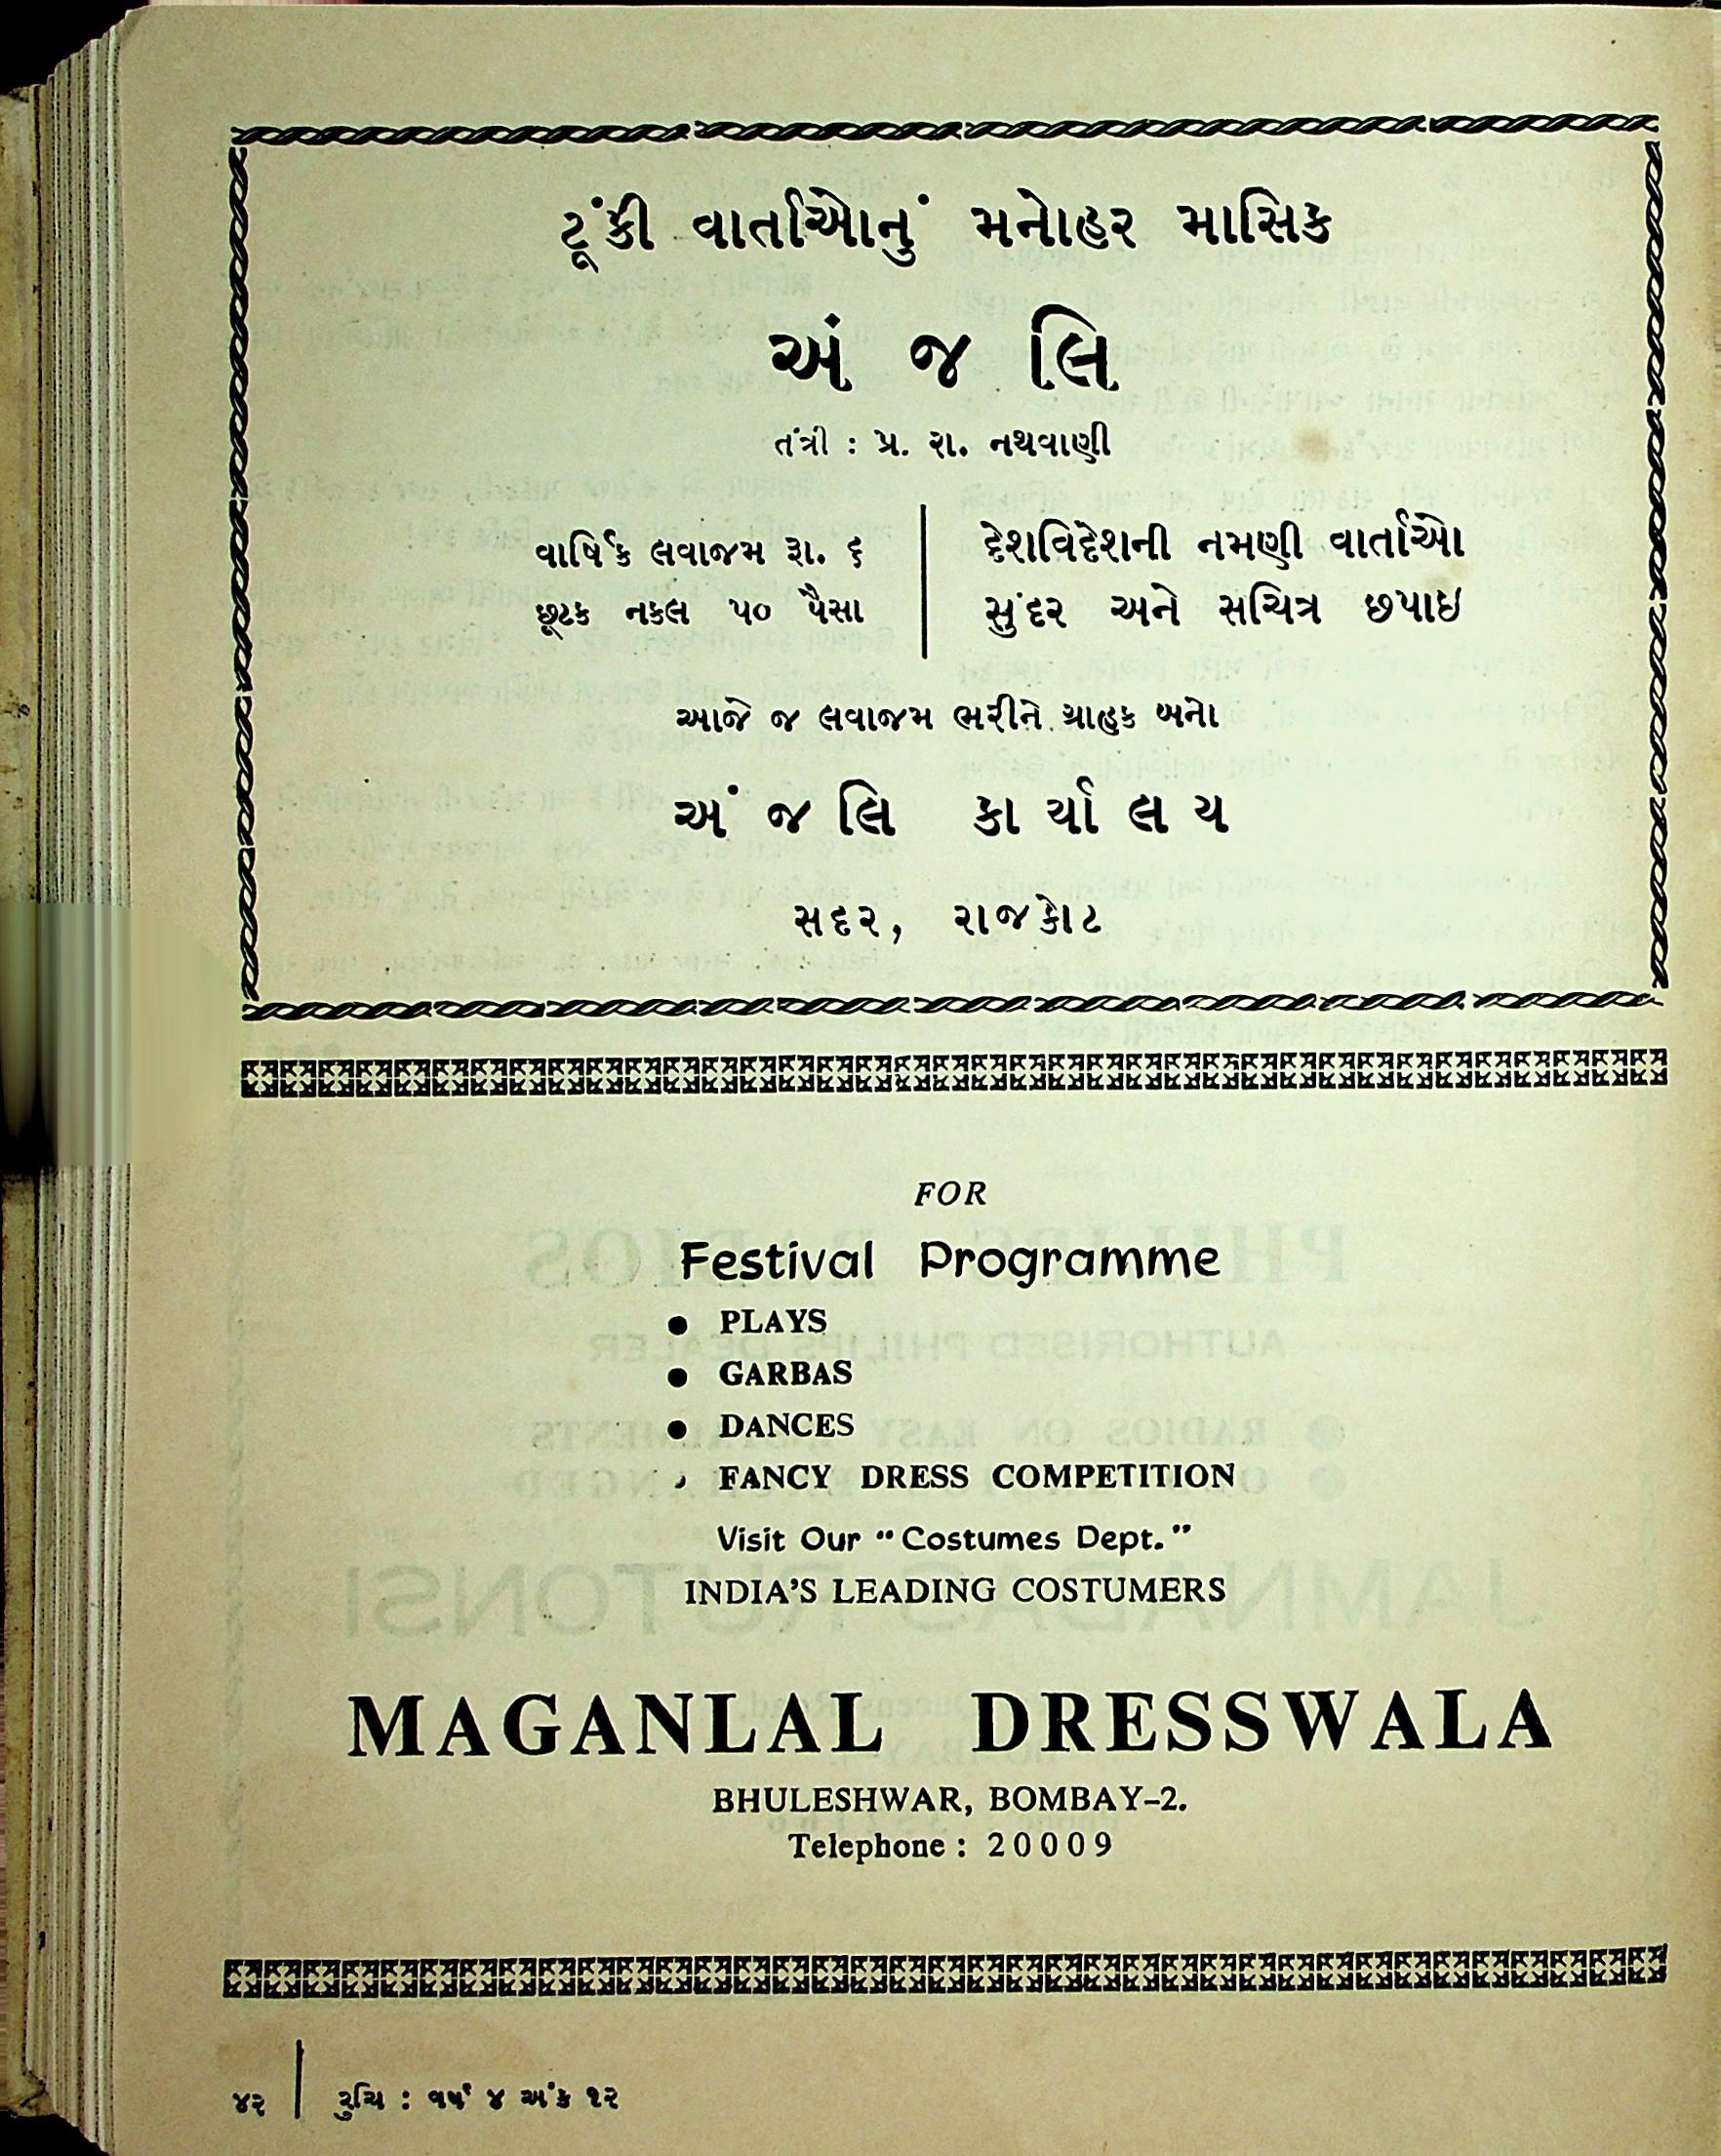 ટૂંકી વાર્તાઓનું મનોહર માસિક
અં જ લિ
તંત્રી : પ્ર. રા. નથવાણી
વાર્ષિક લવાજમ રૂા. ૬
છૂટક નકલ ૫૦ પૈસા
દેશવિદેશની નમણી વાર્તાઓ
સુંદર અને સચિત્ર છપાઇ
આજે જ લવાજમ ભરીને ગ્રાહક બનો
અં જ લિ કા ર્યા લ ય
સદર, રાજકોટ
FOR
Festival Programme
● PLAYS
● GARBAS
● DANCES
● FANCY DRESS COMPETITION
Visit Our “Costumes Dept.”
INDIA'S LEADING COSTUMERS
MAGANLAL DRESSWALA
BHULESHWAR, BOMBAY-2.
Telephone : 20009
૪૨ | રુચિ : વર્ષ ૪ અંક ૧૨